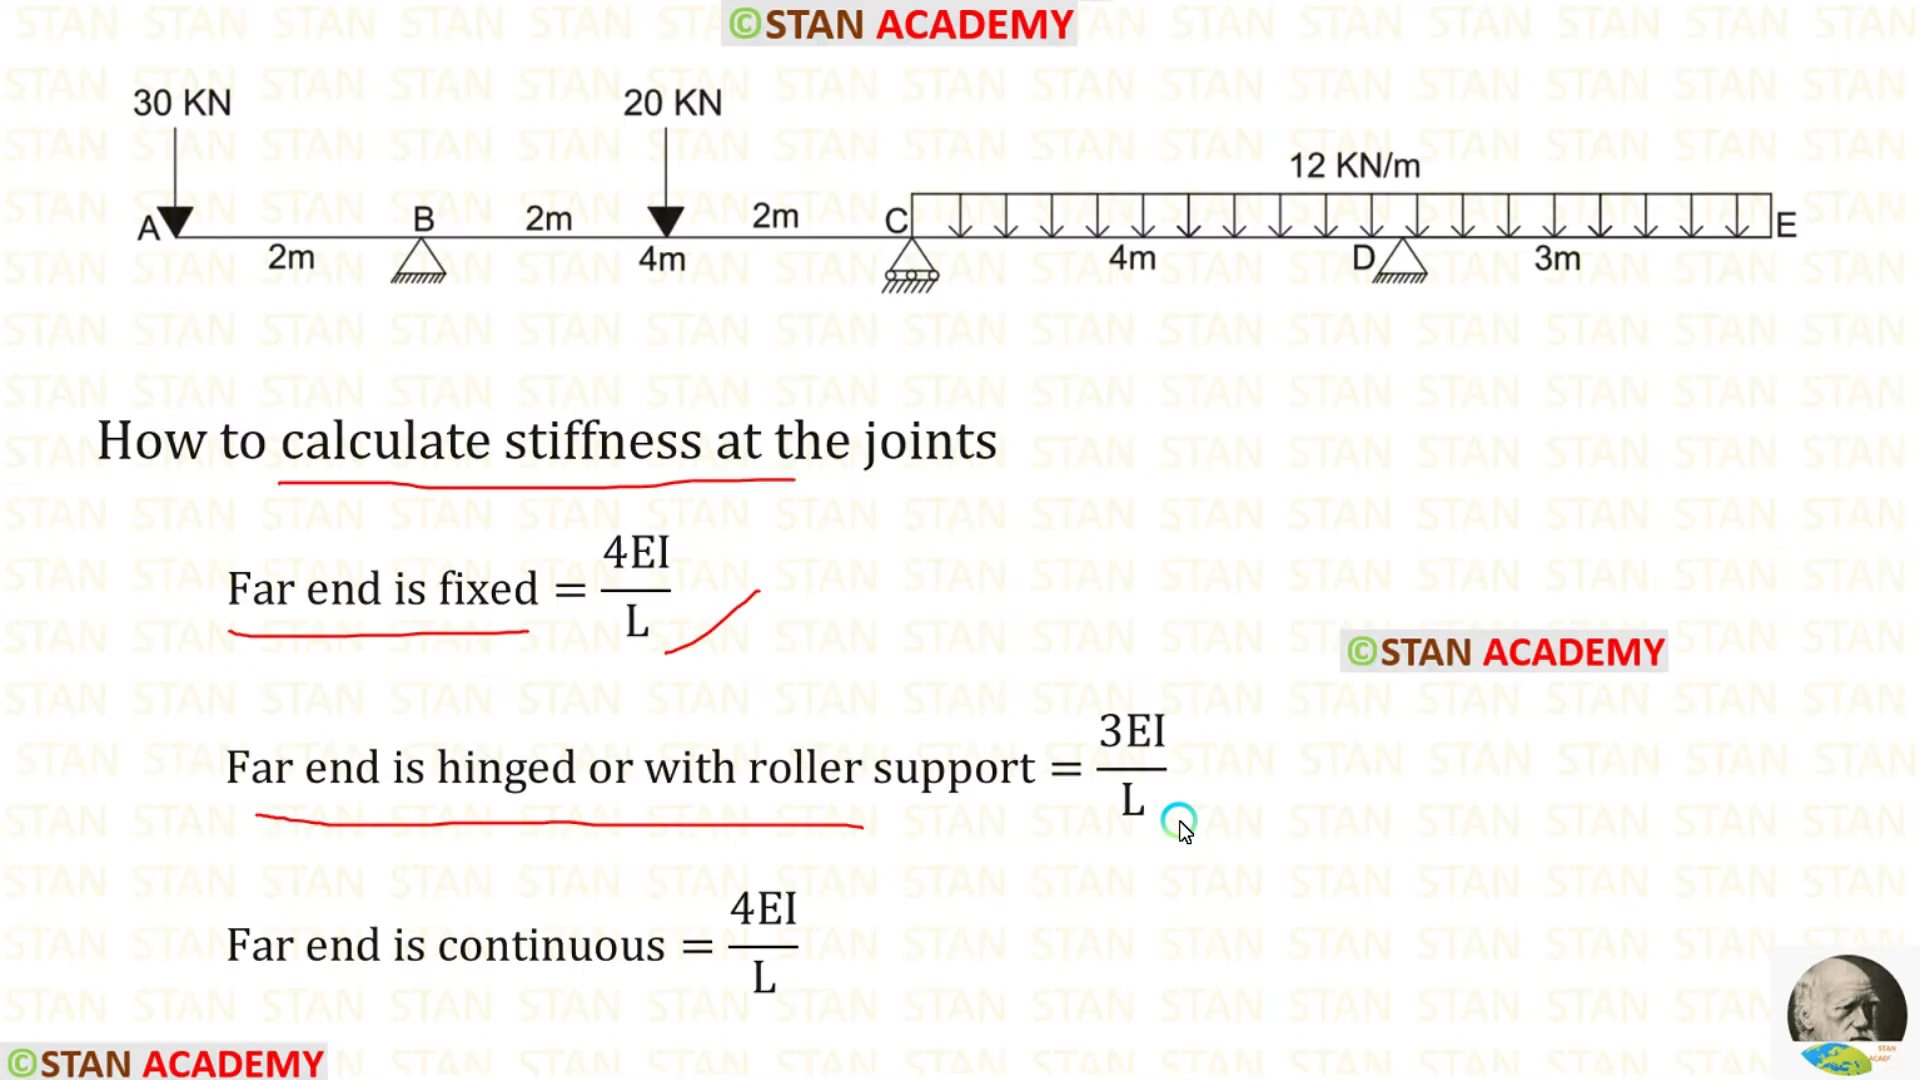 ©STAN ACADEMY
30 KN
20 KN
12 KN/m
A
B
2m
2m
C
E
2m
4m
4m
D
3m
How to calculate stiffness at the joints
Far end is fixed = 4EI/L
©STAN ACADEMY
Far end is hinged or with roller support = 3EI/L
Far end is continuous = 4EI/L
©STAN ACADEMY